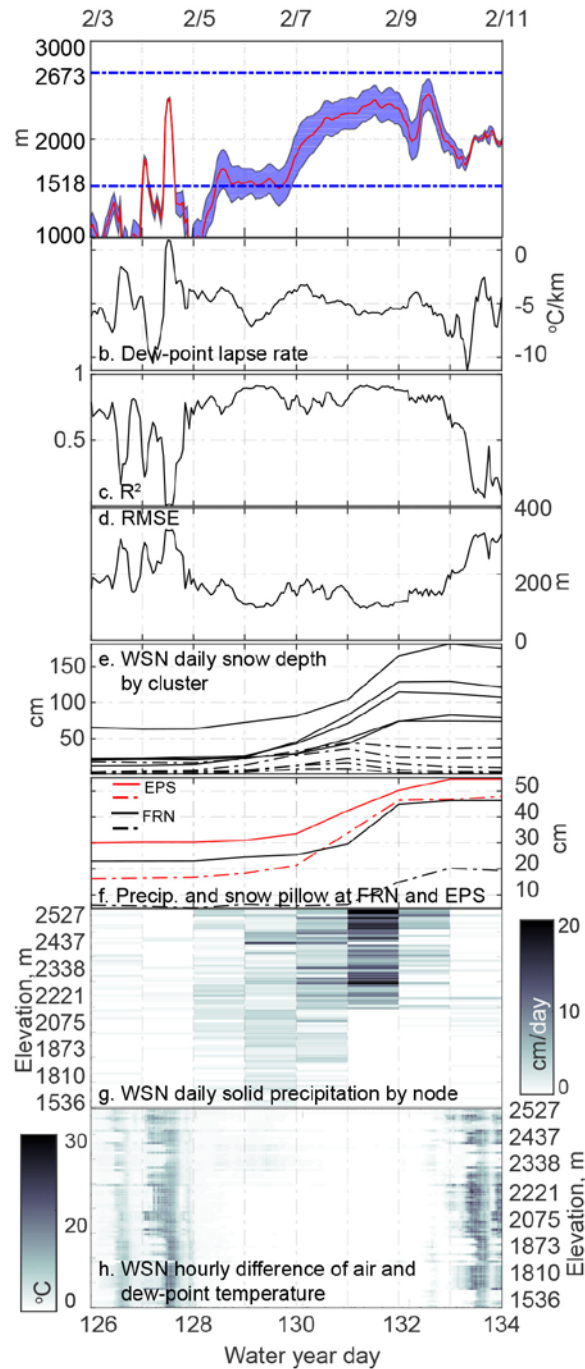 2/3 2/5 2/7 2/9 2/11
3000
2673
m
2000
1518
1000
0
-5
-10
°C/km
b. Dew-point lapse rate
1
0.5
c. R²
d. RMSE
400
200
0
m
e. WSN daily snow depth
by cluster
150
100
50
cm
EPS
FRN
50
40
30
20
10
cm
f. Precip. and snow pillow at FRN and EPS
2527
2437
2338
2221
2075
1873
1810
1536
Elevation, m
g. WSN daily solid precipitation by node
20
10
0
cm/day
30
20
0
°C
2527
2437
2338
2221
2075
1873
1810
1536
Elevation, m
h. WSN hourly difference of air and
dew-point temperature
126 128 130 132 134
Water year day